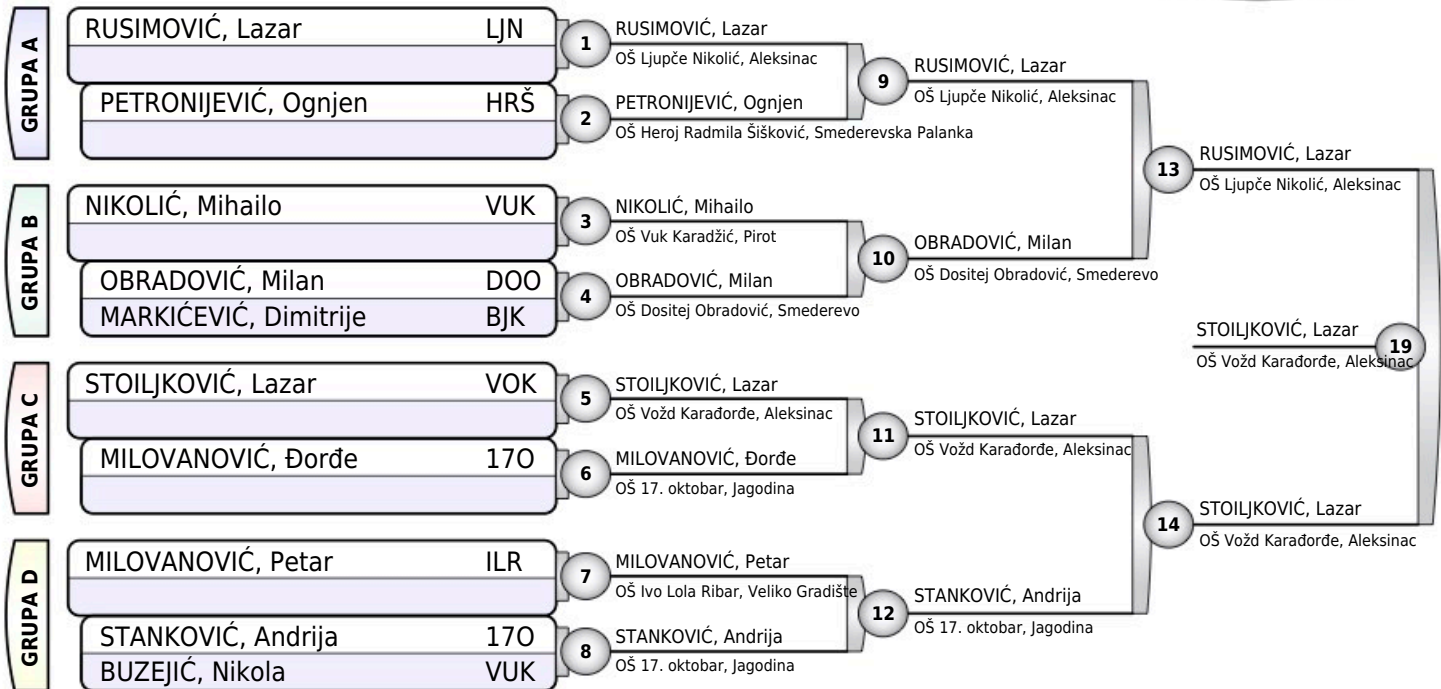 GRUPA A
RUSIMOVIĆ, Lazar LJN
PETRONIJEVIĆ, Ognjen HRŠ
GRUPA B
NIKOLIĆ, Mihailo VUK
OBRADOVIĆ, Milan DOO
MARKIĆEVIĆ, Dimitrije BJK
GRUPA C
STOILJKOVIĆ, Lazar VOK
MILOVANOVIĆ, Đorđe 17O
GRUPA D
MILOVANOVIĆ, Petar ILR
STANKOVIĆ, Andrija 17O
BUZEJIĆ, Nikola VUK
1
RUSIMOVIĆ, Lazar
OŠ Ljupče Nikolić, Aleksinac
2
PETRONIJEVIĆ, Ognjen
OŠ Heroj Radmila Šišković, Smederevska Palanka
3
NIKOLIĆ, Mihailo
OŠ Vuk Karadžić, Pirot
4
OBRADOVIĆ, Milan
OŠ Dositej Obradović, Smederevo
5
STOILJKOVIĆ, Lazar
OŠ Vožd Karađorđe, Aleksinac
6
MILOVANOVIĆ, Đorđe
OŠ 17. oktobar, Jagodina
7
MILOVANOVIĆ, Petar
OŠ Ivo Lola Ribar, Veliko Gradište
8
STANKOVIĆ, Andrija
OŠ 17. oktobar, Jagodina
9
RUSIMOVIĆ, Lazar
OŠ Ljupče Nikolić, Aleksinac
10
OBRADOVIĆ, Milan
OŠ Dositej Obradović, Smederevo
11
STOILJKOVIĆ, Lazar
OŠ Vožd Karađorđe, Aleksinac
12
STANKOVIĆ, Andrija
OŠ 17. oktobar, Jagodina
13
RUSIMOVIĆ, Lazar
OŠ Ljupče Nikolić, Aleksinac
14
STOILJKOVIĆ, Lazar
OŠ Vožd Karađorđe, Aleksinac
STOILJKOVIĆ, Lazar
OŠ Vožd Karađorđe, Aleksinac
19